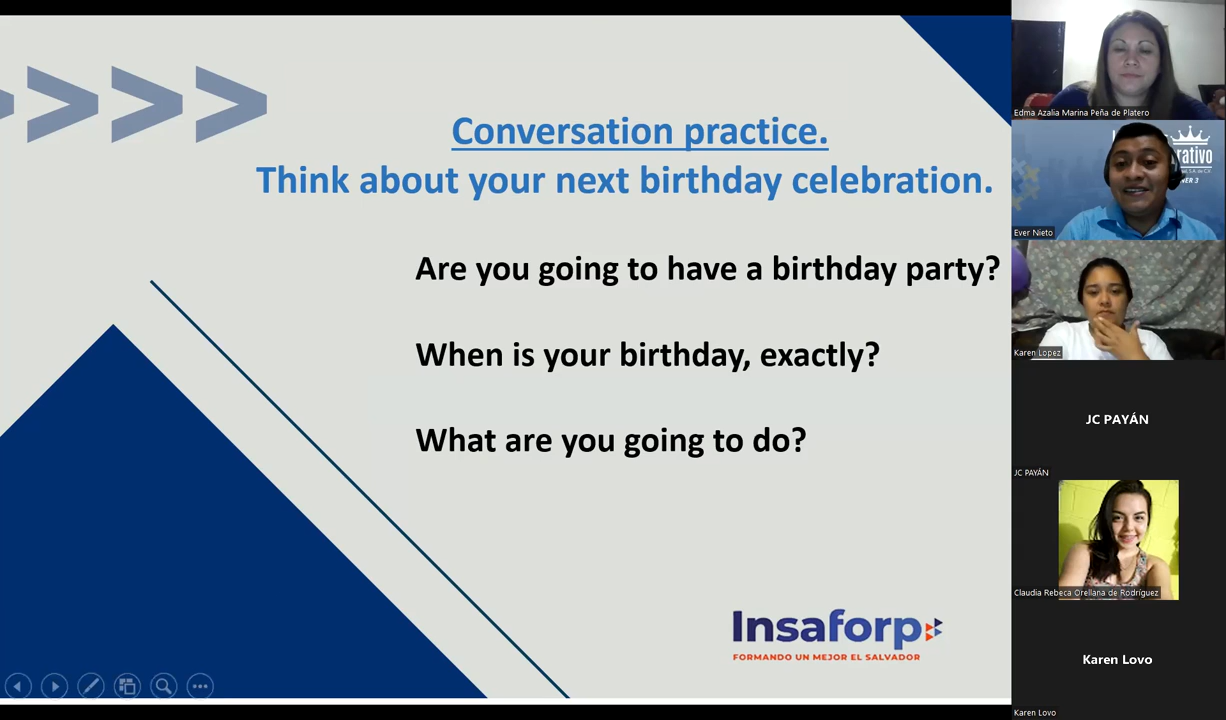 Conversation practice.
Think about your next birthday celebration.
Are you going to have a birthday party?
When is your birthday, exactly?
What are you going to do?
Insaforp
FORMANDO UN MEJOR EL SALVADOR
Edma Azalia Marina Peña de Platero
Ever Nieto
Karen Lopez
JC PAYÁN
JC PAYÁN
Claudia Rebeca Orellana de Rodríguez
Karen Lovo
Karen Lovo